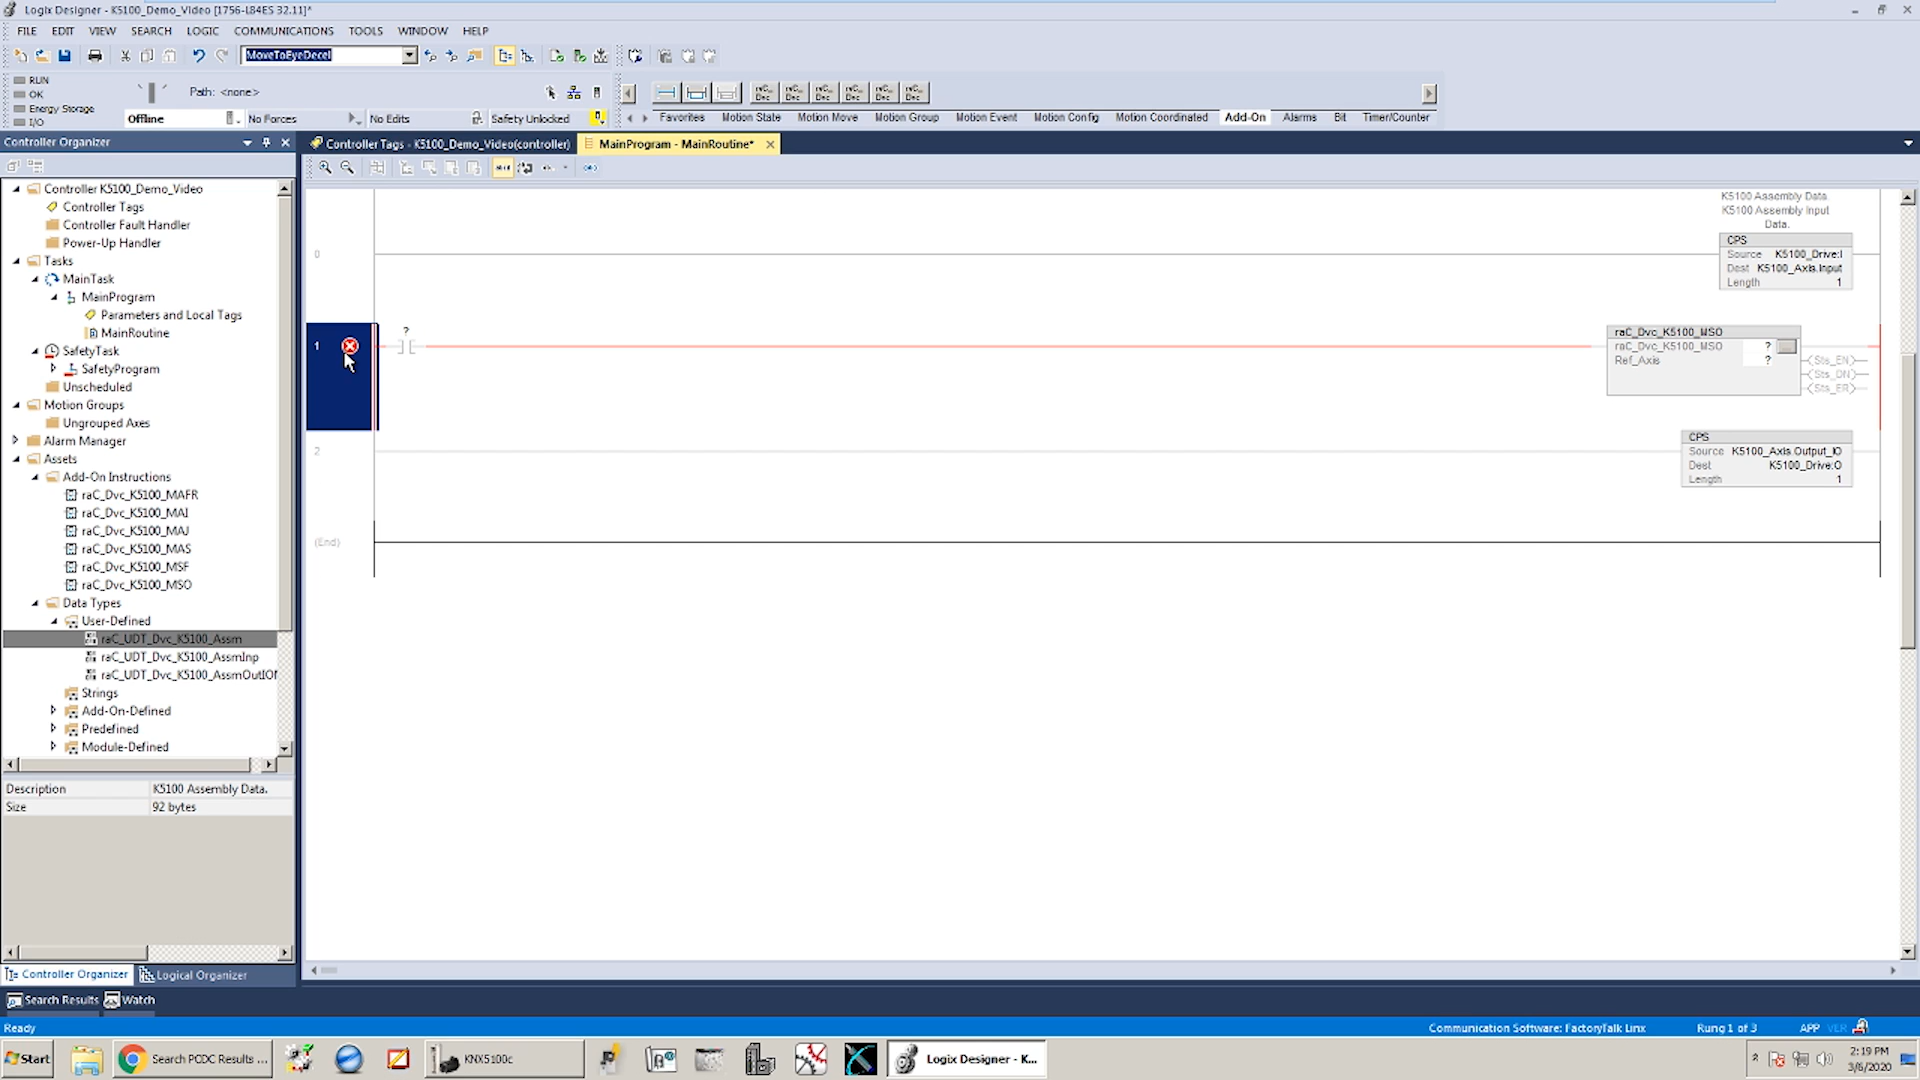 Logix Designer - K5100_Demo_Video [1756-L84ES 32.11]*
FILE EDIT VIEW SEARCH LOGIC COMMUNICATIONS TOOLS WINDOW HELP
MoveToEyeDecel
RUN
OK
Energy Storage
I/O
Path: <none>
Offline
No Forces
No Edits
Safety Unlocked
Favorites Motion State Motion Move Motion Group Motion Event Motion Config Motion Coordinated Add-On Alarms Bit Timer/Counter
Controller Organizer
Controller Tags - K5100_Demo_Video(controller)
MainProgram - MainRoutine*
Controller K5100_Demo_Video
Controller Tags
Controller Fault Handler
Power-Up Handler
Tasks
MainTask
MainProgram
Parameters and Local Tags
MainRoutine
SafetyTask
SafetyProgram
Unscheduled
Motion Groups
Ungrouped Axes
Alarm Manager
Assets
Add-On Instructions
raC_Dvc_K5100_MAFR
raC_Dvc_K5100_MAI
raC_Dvc_K5100_MAJ
raC_Dvc_K5100_MAS
raC_Dvc_K5100_MSF
raC_Dvc_K5100_MSO
Data Types
User-Defined
raC_UDT_Dvc_K5100_Assm
raC_UDT_Dvc_K5100_AssmInp
raC_UDT_Dvc_K5100_AssmOutIO
Strings
Add-On-Defined
Predefined
Module-Defined
Description K5100 Assembly Data.
Size 92 bytes
Controller Organizer
Logical Organizer
K5100 Assembly Data.
K5100 Assembly Input
Data.
0
CPS
Source K5100_Drive:I
Dest K5100_Axis.Input
Length 1
1
?
raC_Dvc_K5100_MSO
raC_Dvc_K5100_MSO ? ...
Ref_Axis ?
(Sts_EN)
(Sts_DN)
(Sts_ER)
2
CPS
Source K5100_Axis.Output_IO
Dest K5100_Drive:O
Length 1
(End)
Search Results
Watch
Ready
Communication Software: FactoryTalk Linx
Rung 1 of 3
APP VER
Start
Search PCDC Results ...
KNX5100c
Logix Designer - K...
2:19 PM
3/6/2020